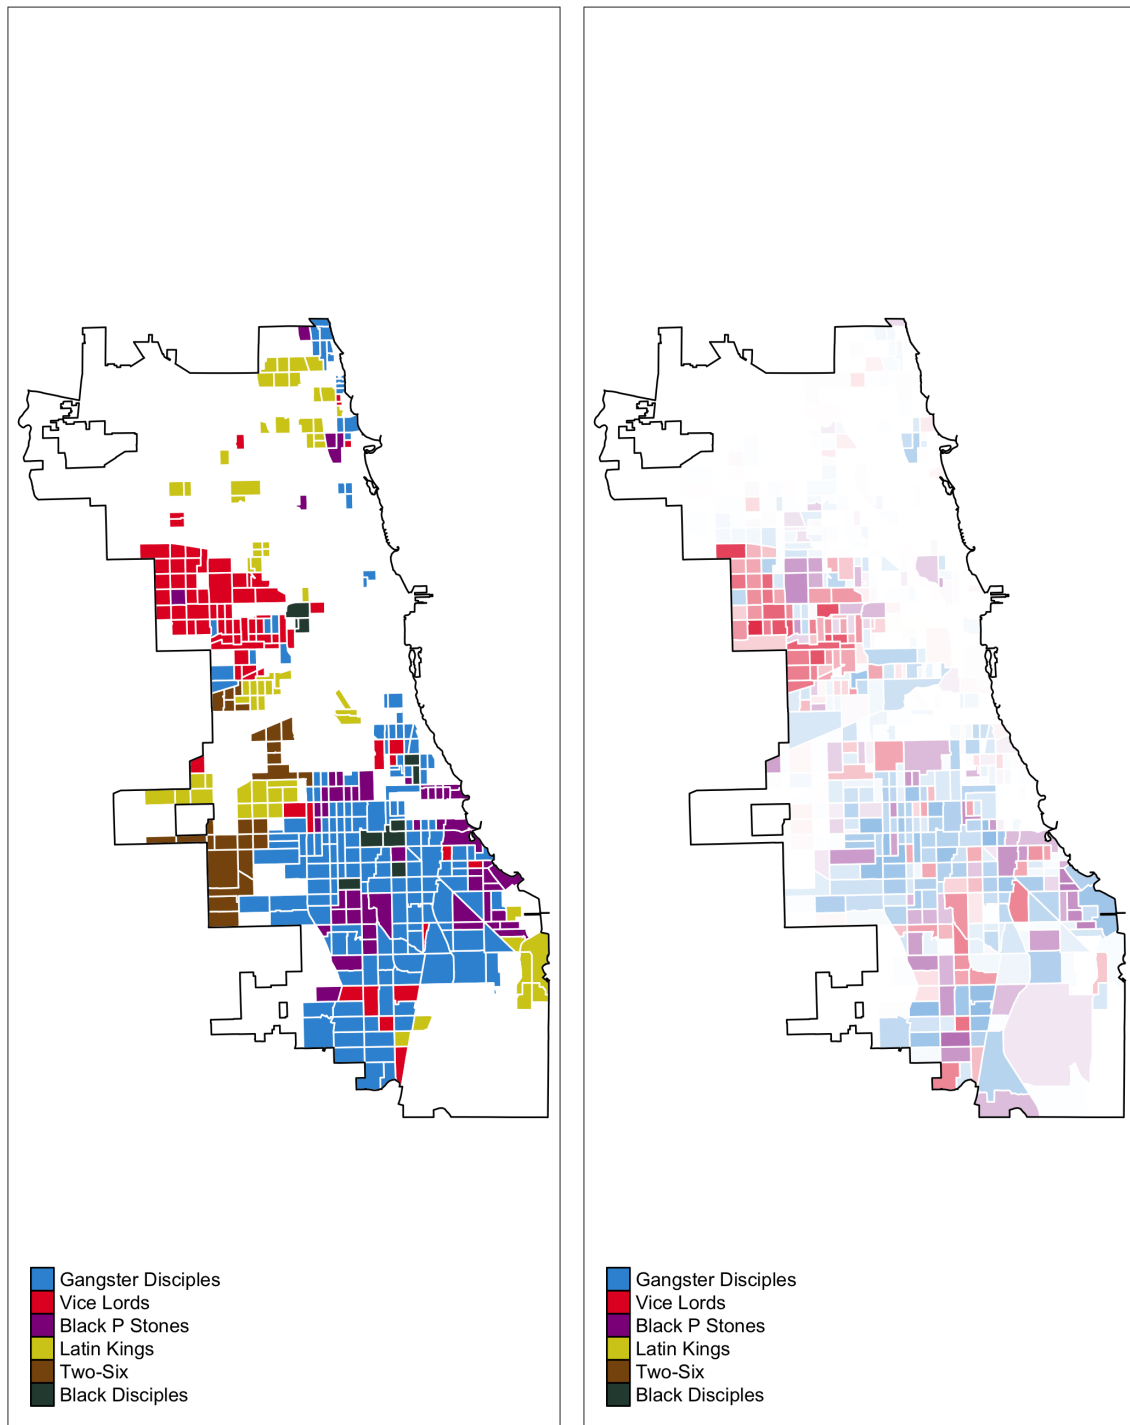 Gangster Disciples
Vice Lords
Black P Stones
Latin Kings
Two-Six
Black Disciples
Gangster Disciples
Vice Lords
Black P Stones
Latin Kings
Two-Six
Black Disciples